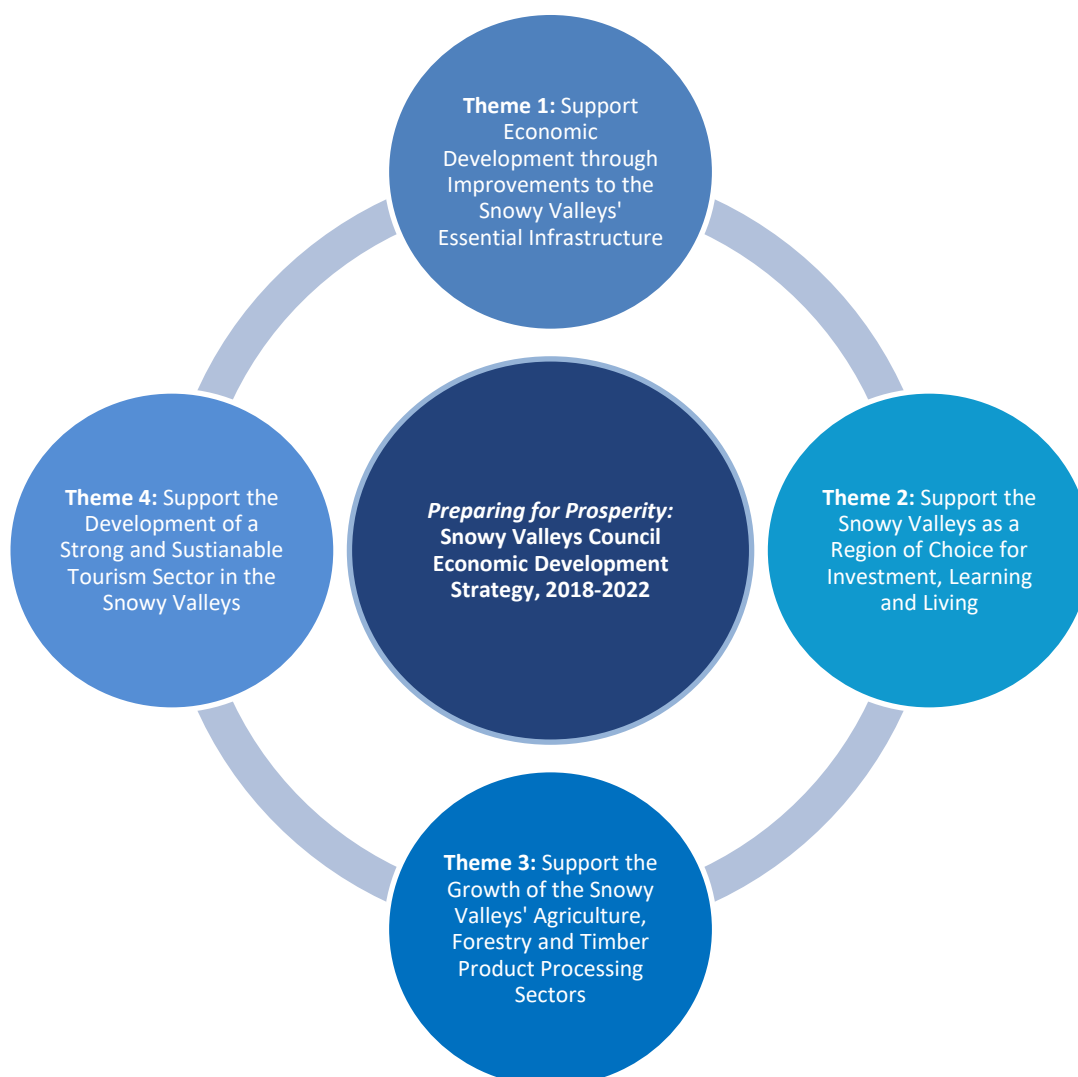 Theme 1: Support
Economic
Development through
Improvements to the
Snowy Valleys'
Essential Infrastructure
Theme 4: Support the
Development of a
Strong and Sustianable
Tourism Sector in the
Snowy Valleys
Preparing for Prosperity:
Snowy Valleys Council
Economic Development
Strategy, 2018-2022
Theme 2: Support the
Snowy Valleys as a
Region of Choice for
Investment, Learning
and Living
Theme 3: Support the
Growth of the Snowy
Valleys' Agriculture,
Forestry and Timber
Product Processing
Sectors